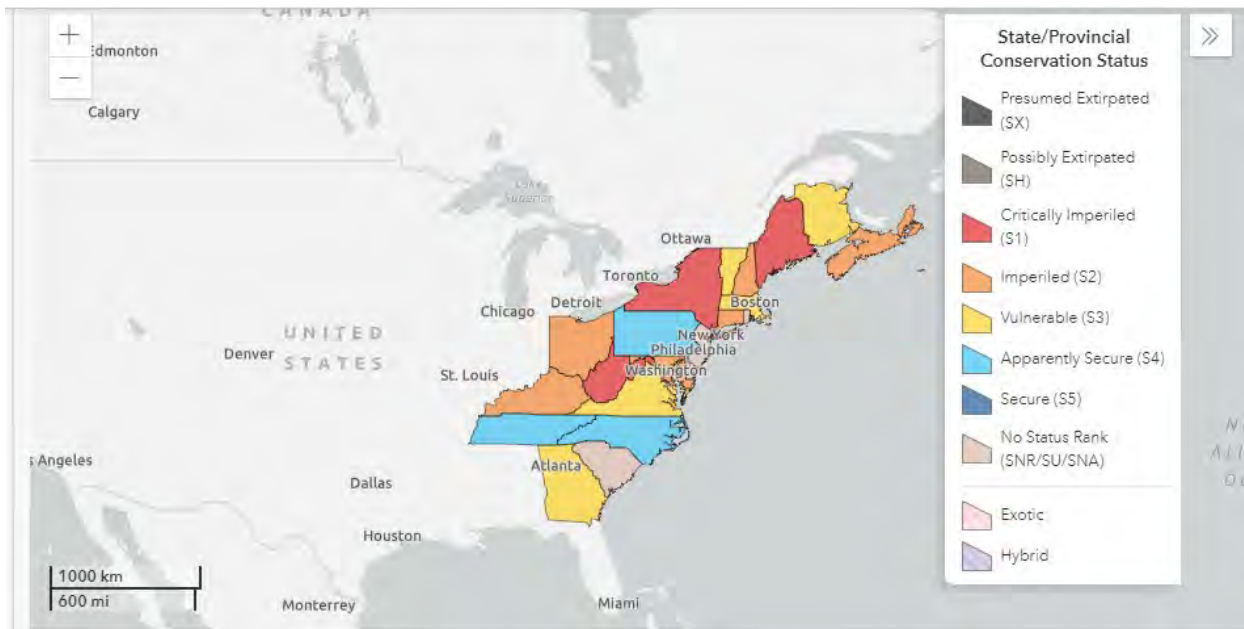 CANADA
+
Edmonton
−
Calgary
Lake
Superior
Ottawa
Toronto
Boston
Chicago
Detroit
New York
UNITED
STATES
Philadelphia
Denver
Washington
St. Louis
s Angeles
Atlanta
Dallas
Houston
1000 km
600 mi
Monterrey
Miami
State/Provincial
Conservation Status
Presumed Extirpated
(SX)
Possibly Extirpated
(SH)
Critically Imperiled
(S1)
Imperiled (S2)
Vulnerable (S3)
Apparently Secure (S4)
Secure (S5)
No Status Rank
(SNR/SU/SNA)
Exotic
Hybrid